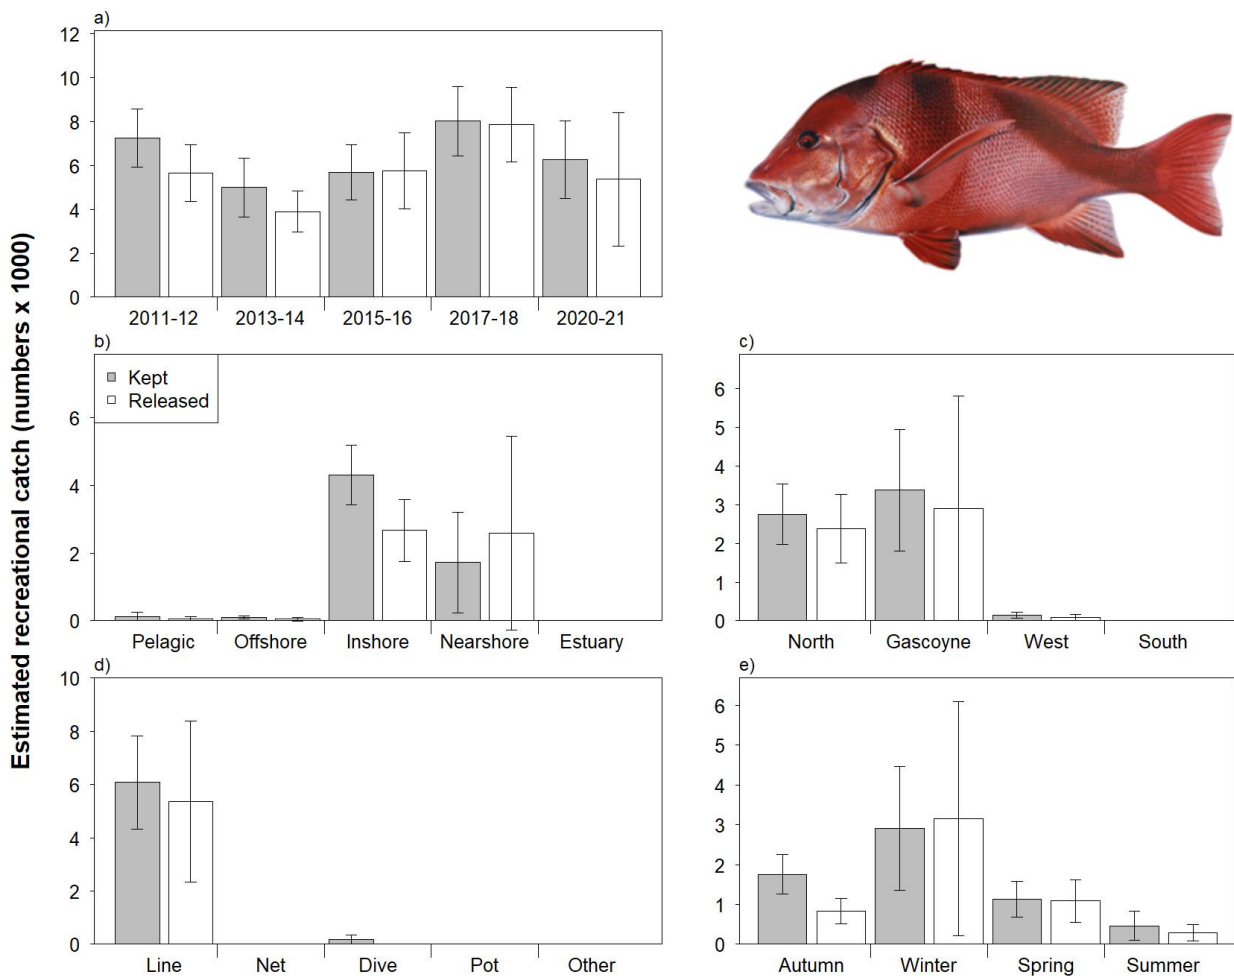 Estimated recreational catch (numbers x 1000)
a)
12
10
8
6
4
2
0
2011-12 2013-14 2015-16 2017-18 2020-21
b)
Kept
Released
6
4
2
0
Pelagic Offshore Inshore Nearshore Estuary
c)
6
5
4
3
2
1
0
North Gascoyne West South
d)
10
8
6
4
2
0
Line Net Dive Pot Other
e)
6
5
4
3
2
1
0
Autumn Winter Spring Summer